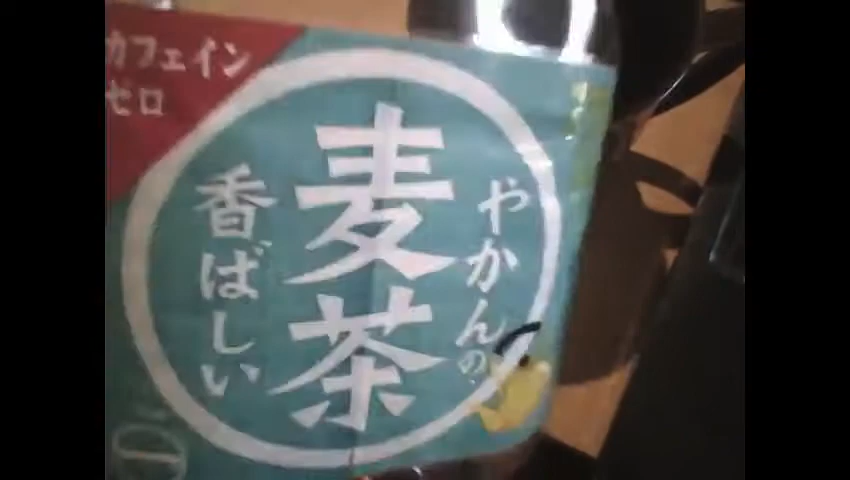 カフェイン
ゼロ
やかんの
麦茶
香ばしい